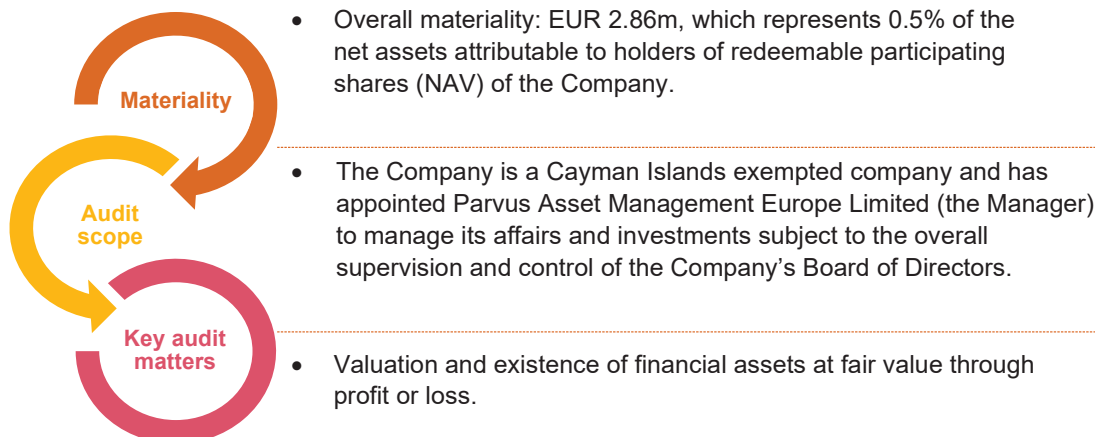 Materiality
• Overall materiality: EUR 2.86m, which represents 0.5% of the
net assets attributable to holders of redeemable participating
shares (NAV) of the Company.
Audit
scope
• The Company is a Cayman Islands exempted company and has
appointed Parvus Asset Management Europe Limited (the Manager)
to manage its affairs and investments subject to the overall
supervision and control of the Company’s Board of Directors.
Key audit
matters
• Valuation and existence of financial assets at fair value through
profit or loss.